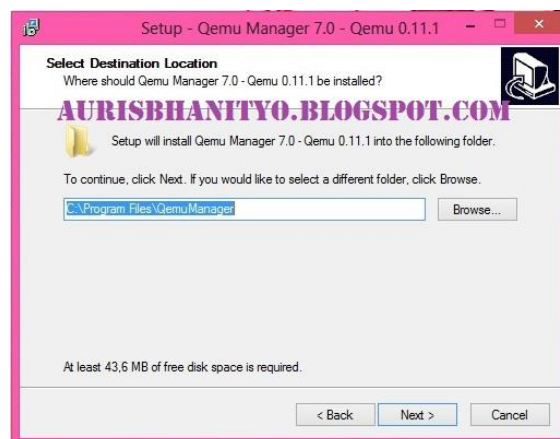 Setup - Qemu Manager 7.0 - Qemu 0.11.1
Select Destination Location
Where should Qemu Manager 7.0 - Qemu 0.11.1 be installed?
AURISBHANITYO.BLOGSPOT.COM
Setup will install Qemu Manager 7.0 - Qemu 0.11.1 into the following folder.
To continue, click Next. If you would like to select a different folder, click Browse.
C:\Program Files\QemuManager
Browse...
At least 43,6 MB of free disk space is required.
< Back
Next >
Cancel